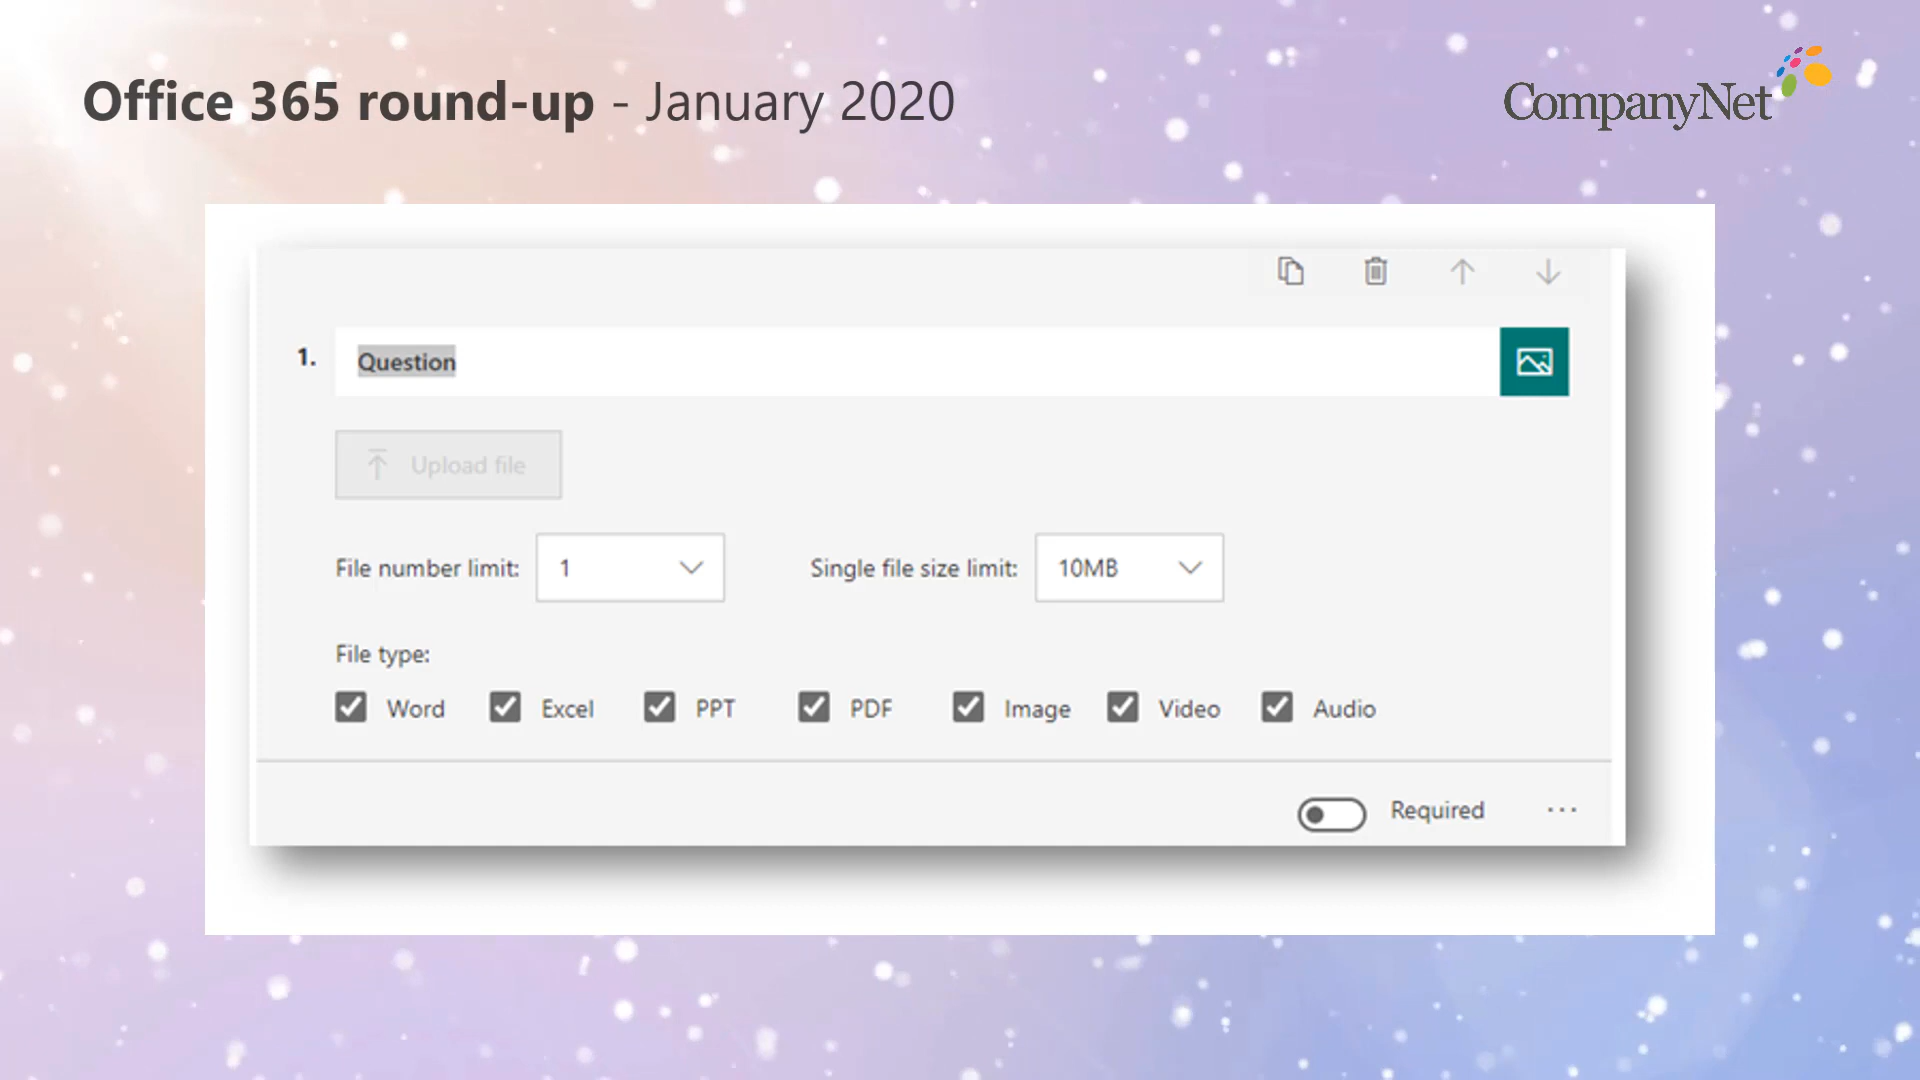 Office 365 round-up - January 2020
CompanyNet
1. Question
Upload file
File number limit: 1 Single file size limit: 10MB
File type:
Word Excel PPT PDF Image Video Audio
Required ...